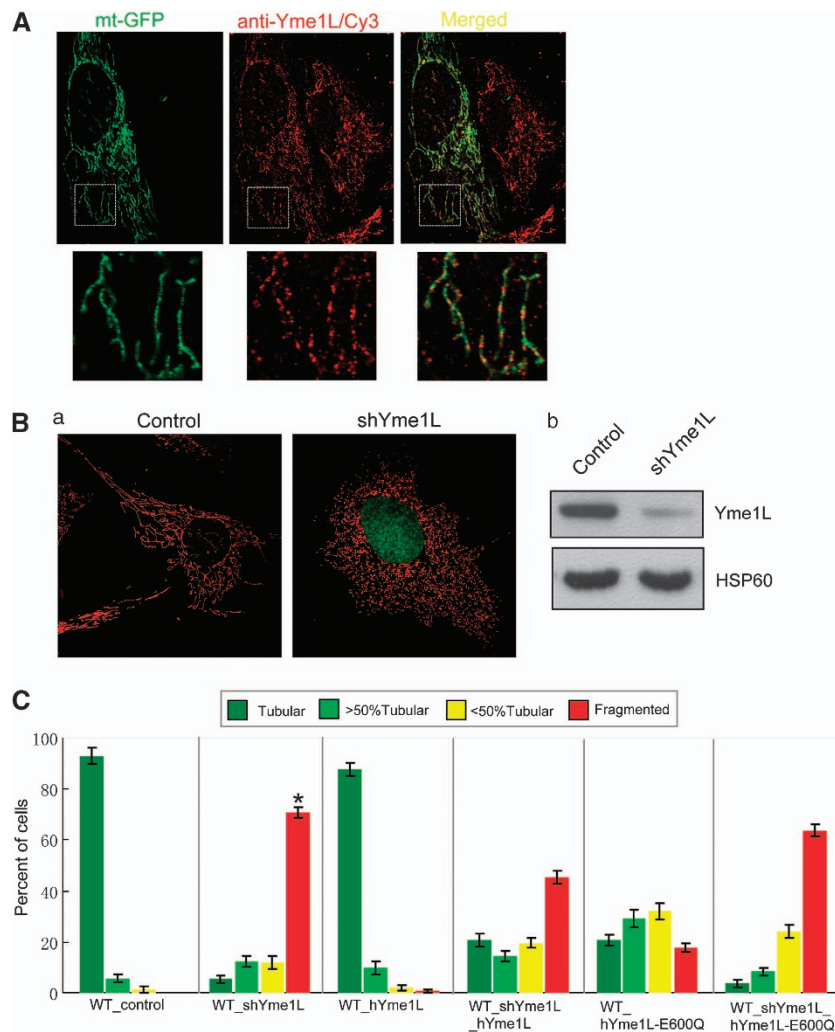 A
mt-GFP anti-Yme1L/Cy3 Merged
B a Control shYme1L b
Control shYme1L
Yme1L
HSP60
C
Tubular >50%Tubular <50%Tubular Fragmented
Percent of cells
100
80
60
40
20
0
*
WT_control WT_shYme1L WT_hYme1L WT_shYme1L WT_ WT_shYme1L_
_hYme1L hYme1L-E600Q hYme1L-E600Q